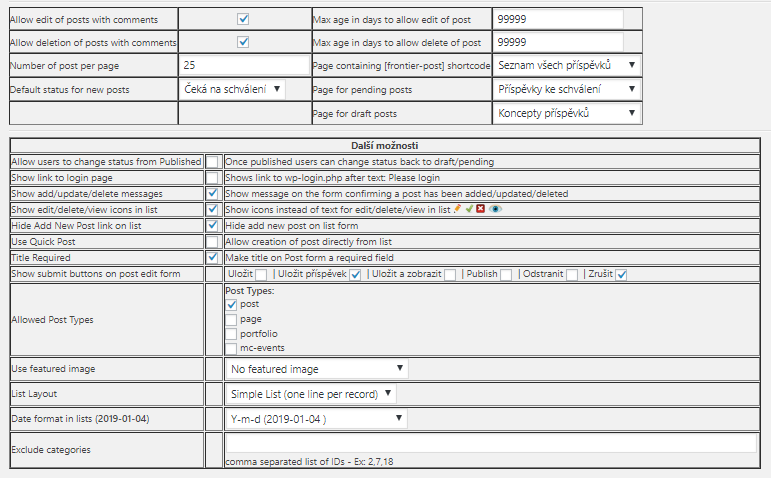 Allow edit of posts with comments Max age in days to allow edit of post 99999
Allow deletion of posts with comments Max age in days to allow delete of post 99999
Number of post per page 25 Page containing [frontier-post] shortcode Seznam všech příspěvků
Default status for new posts Čeká na schválení Page for pending posts Příspěvky ke schválení
Page for draft posts Koncepty příspěvků
Další možnosti
Allow users to change status from Published Once published users can change status back to draft/pending
Show link to login page Shows link to wp-login.php after text: Please login
Show add/update/delete messages Show message on the form confirming a post has been added/updated/deleted
Show edit/delete/view icons in list Show icons instead of text for edit/delete/view in list
Hide Add New Post link on list Hide add new post on list form
Use Quick Post Allow creation of post directly from list
Title Required Make title on Post form a required field
Show submit buttons on post edit form Uložit | Uložit příspěvek | Uložit a zobrazit | Publish | Odstranit | Zrušit
Post Types:
post
Allowed Post Types page
portfolio
mc-events
Use featured image No featured image
List Layout Simple List (one line per record)
Date format in lists (2019-01-04) Y-m-d (2019-01-04 )
Exclude categories
comma separated list of IDs - Ex: 2,7,18